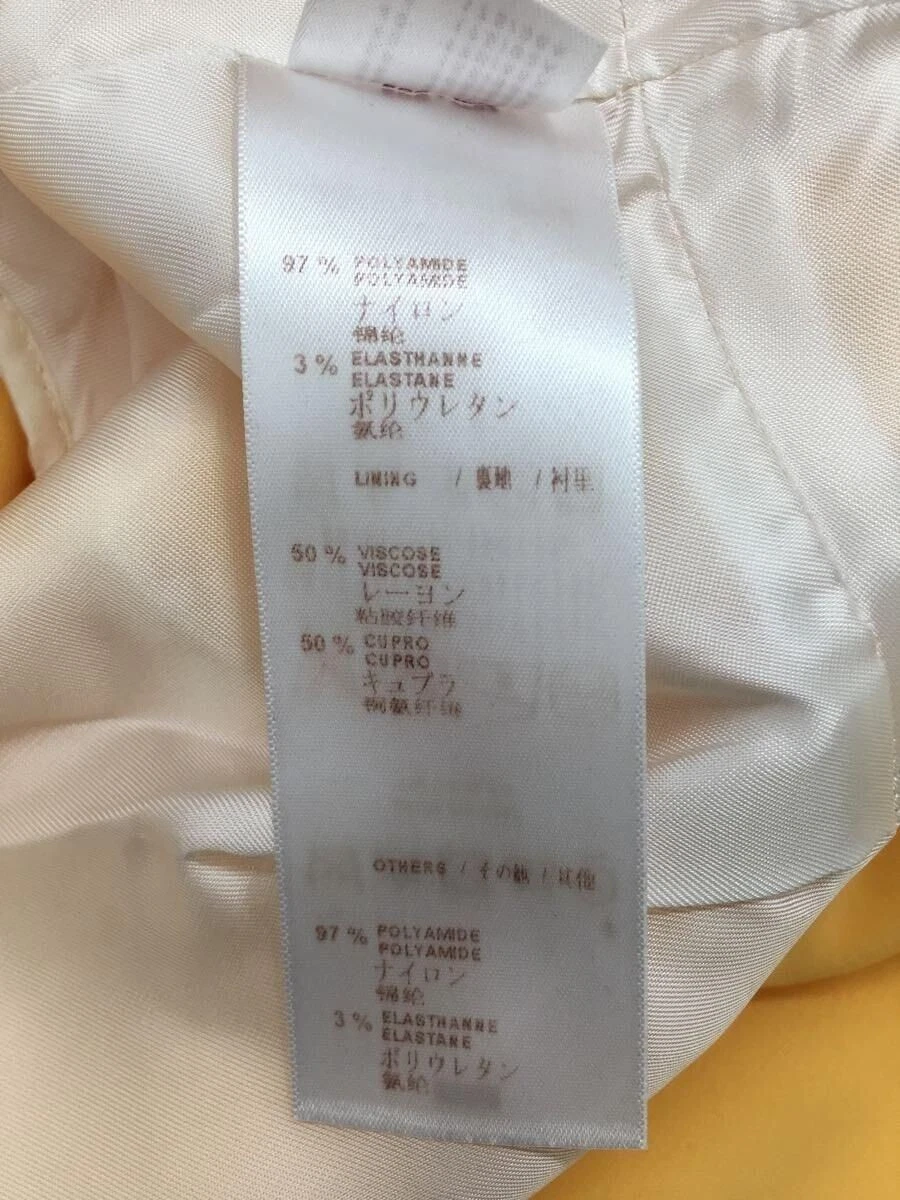 97 % POLYAMIDE
POLYAMIDE
ナイロン
锦纶
3 % ELASTHANNE
ELASTANE
ポリウレタン
氨纶
LINING / 裏地 / 衬里
50 % VISCOSE
VISCOSE
レーヨン
粘胶纤维
50 % CUPRO
CUPRO
キュプラ
铜氨纤维
OTHERS / その他 / 其他
97 % POLYAMIDE
POLYAMIDE
ナイロン
锦纶
3 % ELASTHANNE
ELASTANE
ポリウレタン
氨纶